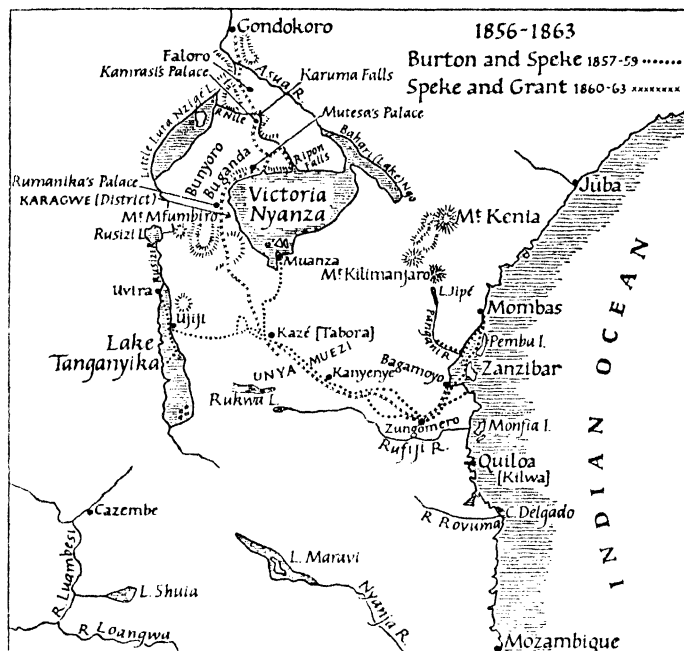 1856-1863
Burton and Speke 1857-59
Speke and Grant 1860-63
Gondokoro
Faloro
Kamrasi's Palace
Asua R.
Karuma Falls
Mutesa's Palace
Little Luta Nzige L.
R. Nile
Bahari (Lake) Ngo
Bunyoro
Buganda
Ripon
Falls
Rumanika's Palace
KARAGWE (District)
Mt. Mfumbiro
Rusizi L.
Rusizi R.
Victoria
Nyanza
Muanza
Mt. Kenia
Mt. Kilimanjaro
L. Jipé
Pangani R.
Juba
Mombas
Pemba I.
Zanzibar
Bagamoyo
Uvira
Ujiji
Lake
Tanganyika
Kazé [Tabora]
UNYA MUEZI
Kanyenye
Rukwa L.
Zungomero
Rufiji R.
Monfia I.
Quiloa
[Kilwa]
C. Delgado
R. Rovuma
INDIAN OCEAN
Cazembe
R. Luambesi
L. Shuia
R. Loangwa
L. Maravi
Nyanja R.
Mozambique